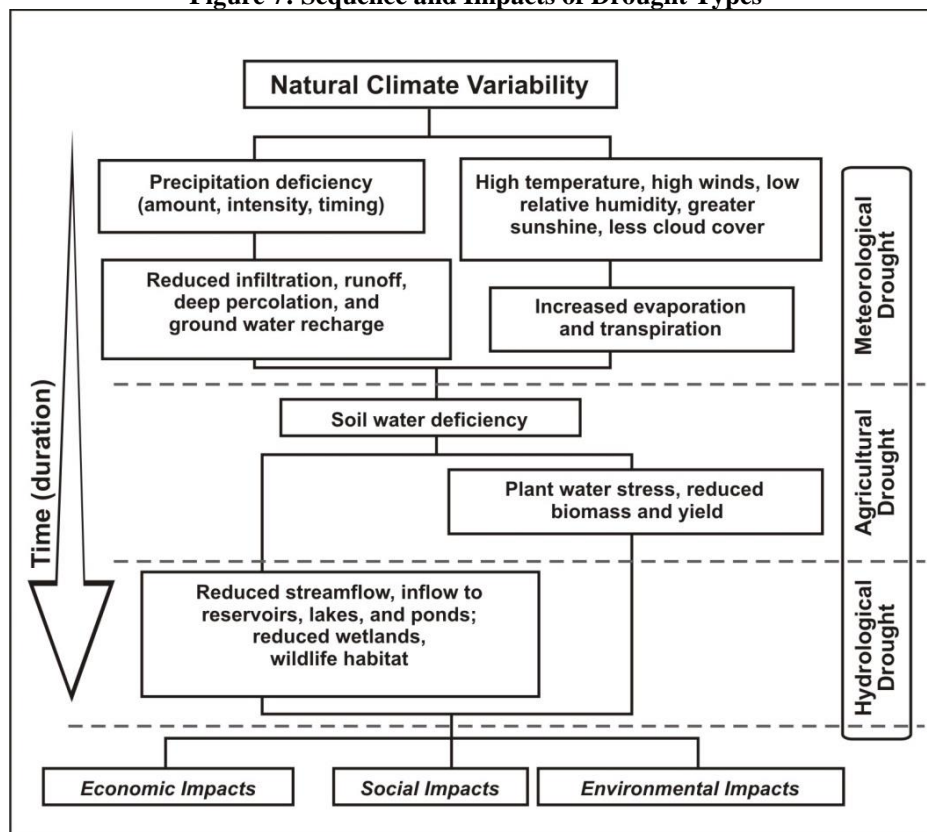 Figure 7: Sequence and Impacts of Drought Types
Natural Climate Variability
Precipitation deficiency
(amount, intensity, timing)
High temperature, high winds, low
relative humidity, greater
sunshine, less cloud cover
Reduced infiltration, runoff,
deep percolation, and
ground water recharge
Increased evaporation
and transpiration
Meteorological
Drought
Time (duration)
Soil water deficiency
Plant water stress, reduced
biomass and yield
Agricultural
Drought
Reduced streamflow, inflow to
reservoirs, lakes, and ponds;
reduced wetlands,
wildlife habitat
Hydrological
Drought
Economic Impacts
Social Impacts
Environmental Impacts